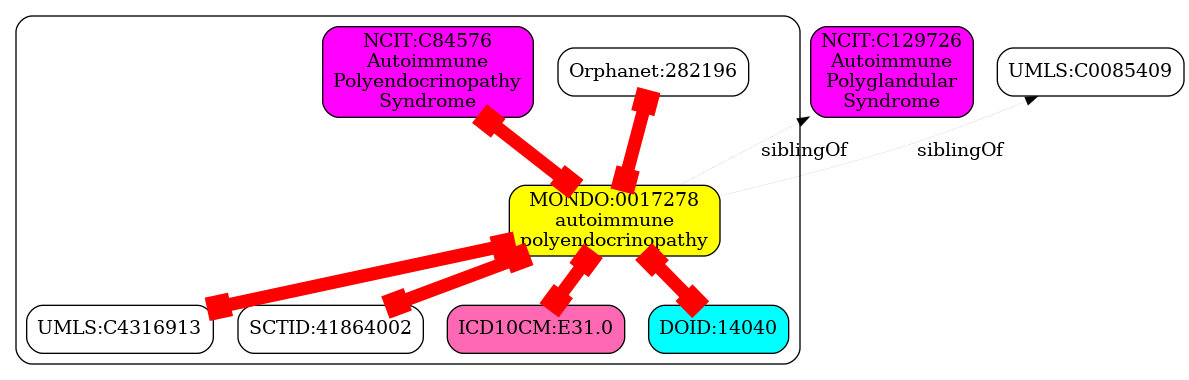 NCIT:C84576
Autoimmune
Polyendocrinopathy
Syndrome
Orphanet:282196
NCIT:C129726
Autoimmune
Polyglandular
Syndrome
UMLS:C0085409
siblingOf
siblingOf
MONDO:0017278
autoimmune
polyendocrinopathy
UMLS:C4316913
SCTID:41864002
ICD10CM:E31.0
DOID:14040